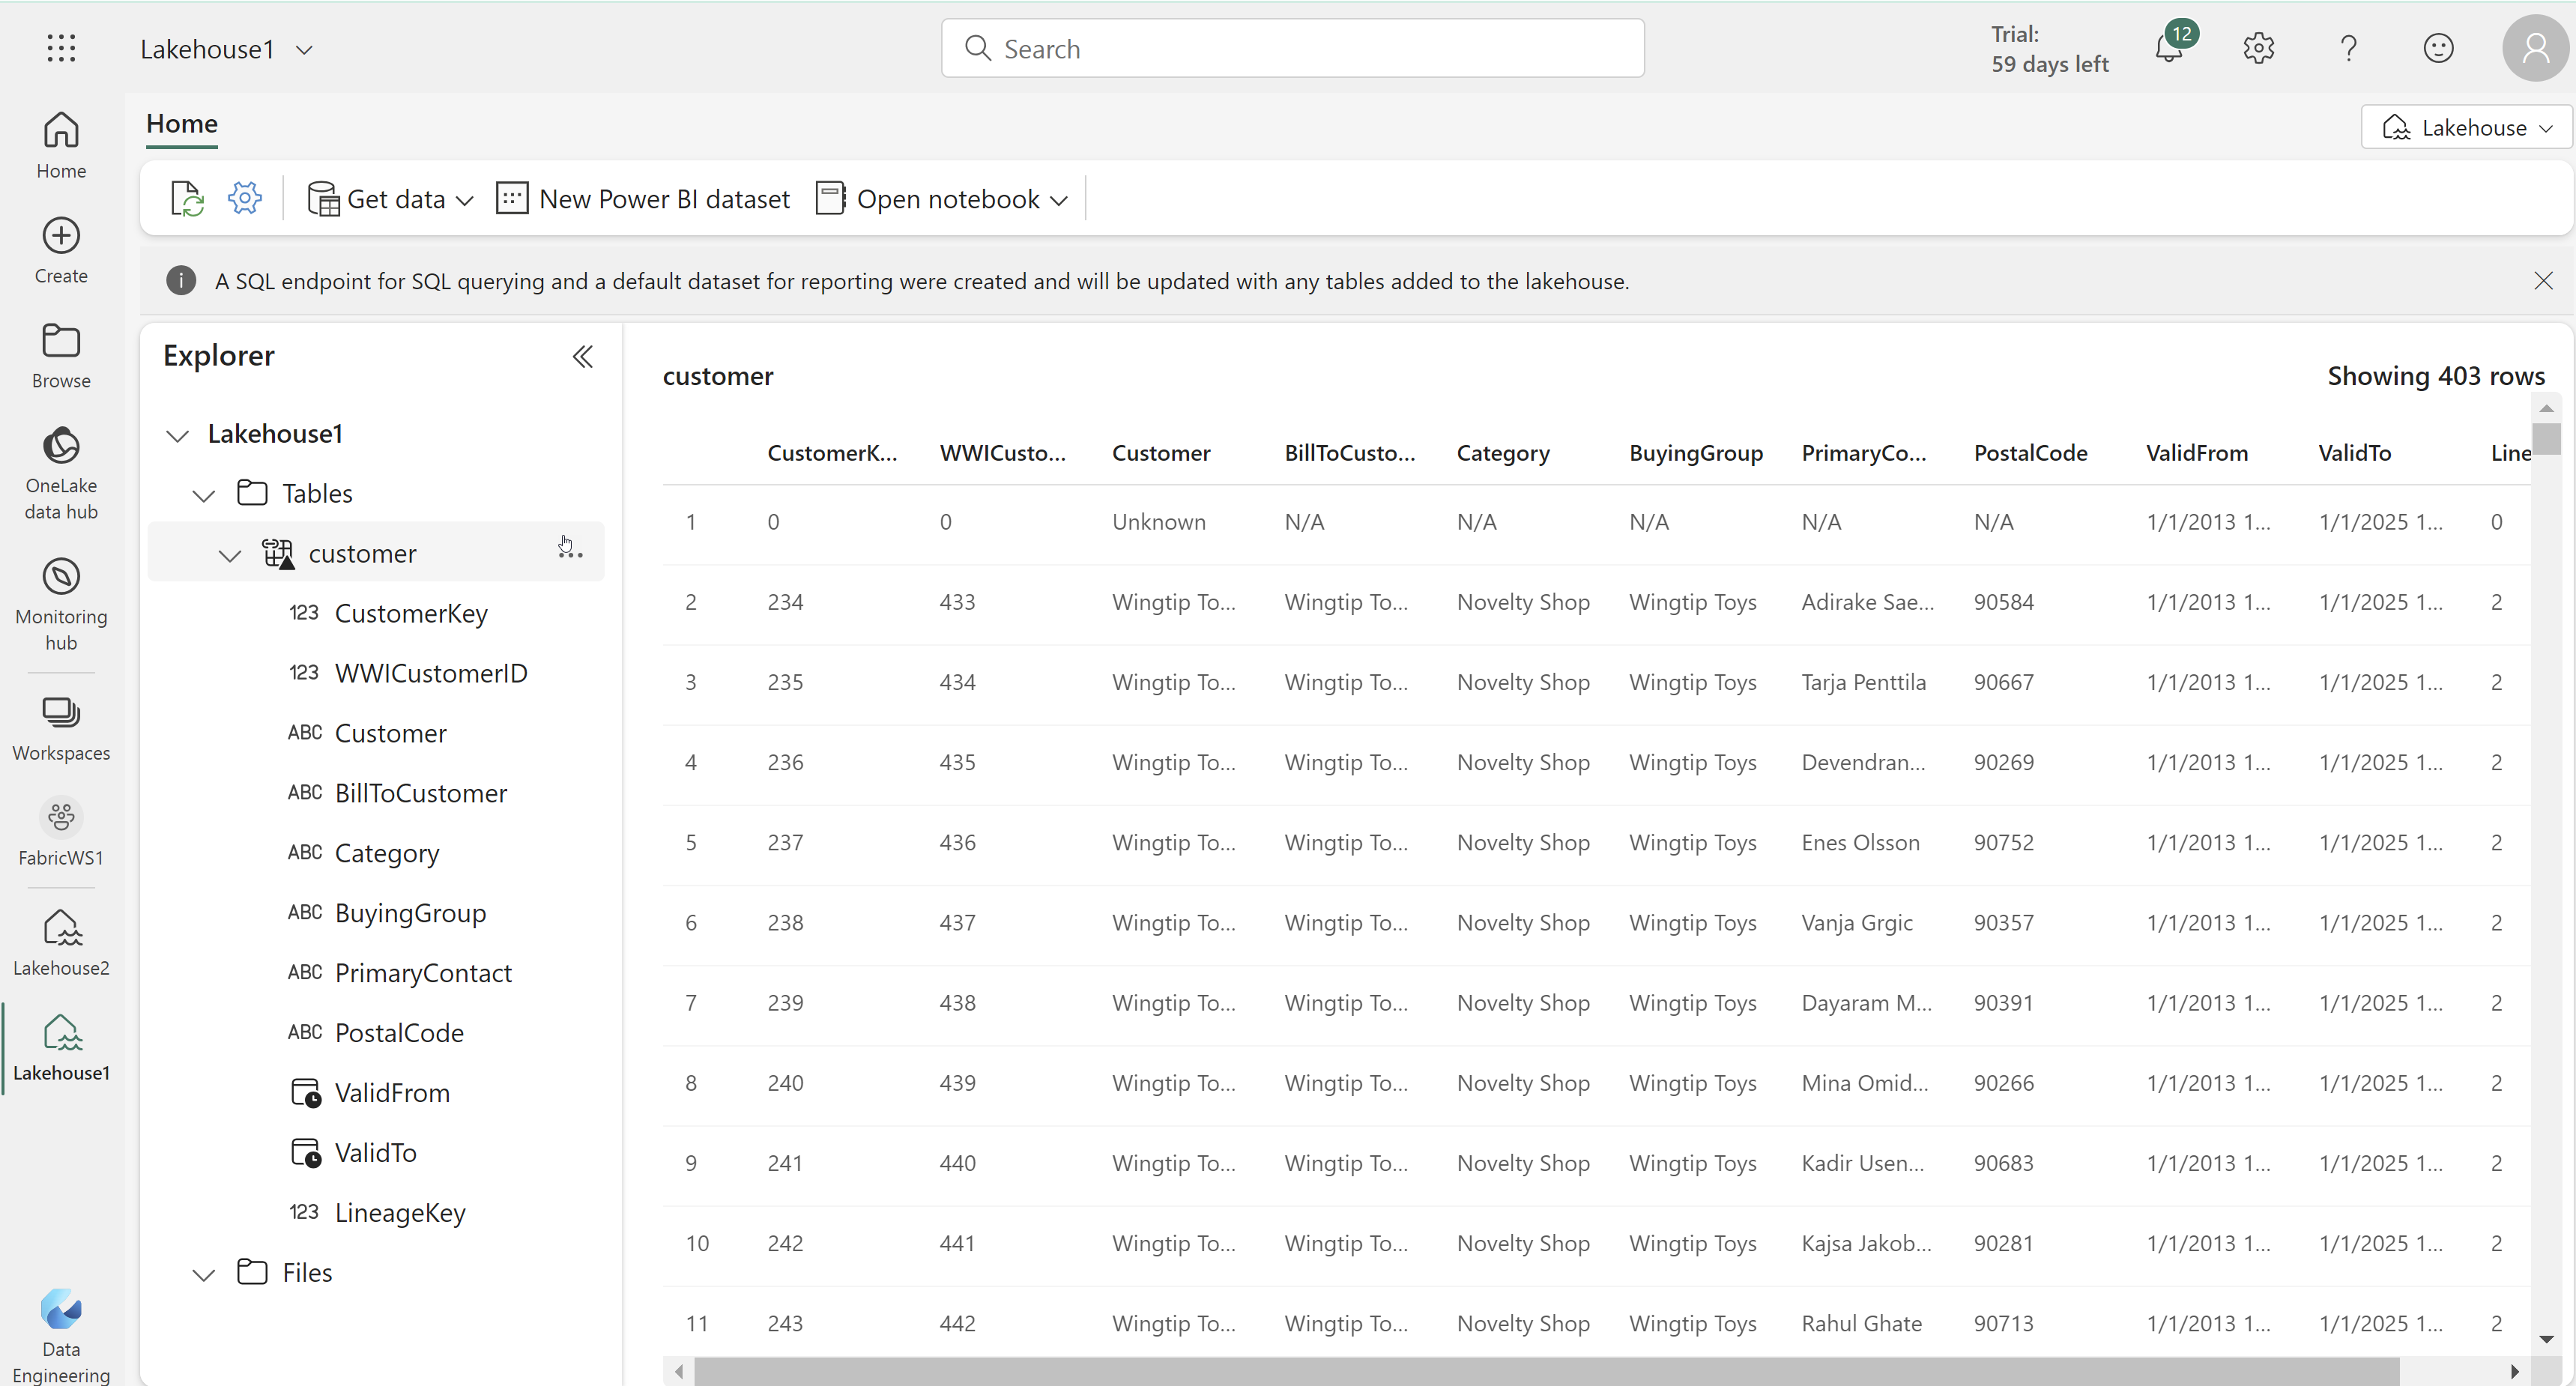 Lakehouse1
Search
Trial:
59 days left
12
Home
Lakehouse
Get data
New Power BI dataset
Open notebook
A SQL endpoint for SQL querying and a default dataset for reporting were created and will be updated with any tables added to the lakehouse.
Home
Create
Browse
OneLake
data hub
Monitoring
hub
Workspaces
FabricWS1
Lakehouse2
Lakehouse1
Data
Engineering
Explorer
Lakehouse1
Tables
customer
...
123 CustomerKey
123 WWICustomerID
ABC Customer
ABC BillToCustomer
ABC Category
ABC BuyingGroup
ABC PrimaryContact
ABC PostalCode
ValidFrom
ValidTo
123 LineageKey
Files
customer
Showing 403 rows
CustomerK... WWICusto... Customer BillToCusto... Category BuyingGroup PrimaryCo... PostalCode ValidFrom ValidTo Line
1 0 0 Unknown N/A N/A N/A N/A N/A 1/1/2013 1... 1/1/2025 1... 0
2 234 433 Wingtip To... Wingtip To... Novelty Shop Wingtip Toys Adirake Sae... 90584 1/1/2013 1... 1/1/2025 1... 2
3 235 434 Wingtip To... Wingtip To... Novelty Shop Wingtip Toys Tarja Penttila 90667 1/1/2013 1... 1/1/2025 1... 2
4 236 435 Wingtip To... Wingtip To... Novelty Shop Wingtip Toys Devendran... 90269 1/1/2013 1... 1/1/2025 1... 2
5 237 436 Wingtip To... Wingtip To... Novelty Shop Wingtip Toys Enes Olsson 90752 1/1/2013 1... 1/1/2025 1... 2
6 238 437 Wingtip To... Wingtip To... Novelty Shop Wingtip Toys Vanja Grgic 90357 1/1/2013 1... 1/1/2025 1... 2
7 239 438 Wingtip To... Wingtip To... Novelty Shop Wingtip Toys Dayaram M... 90391 1/1/2013 1... 1/1/2025 1... 2
8 240 439 Wingtip To... Wingtip To... Novelty Shop Wingtip Toys Mina Omid... 90266 1/1/2013 1... 1/1/2025 1... 2
9 241 440 Wingtip To... Wingtip To... Novelty Shop Wingtip Toys Kadir Usen... 90683 1/1/2013 1... 1/1/2025 1... 2
10 242 441 Wingtip To... Wingtip To... Novelty Shop Wingtip Toys Kajsa Jakob... 90281 1/1/2013 1... 1/1/2025 1... 2
11 243 442 Wingtip To... Wingtip To... Novelty Shop Wingtip Toys Rahul Ghate 90713 1/1/2013 1... 1/1/2025 1... 2